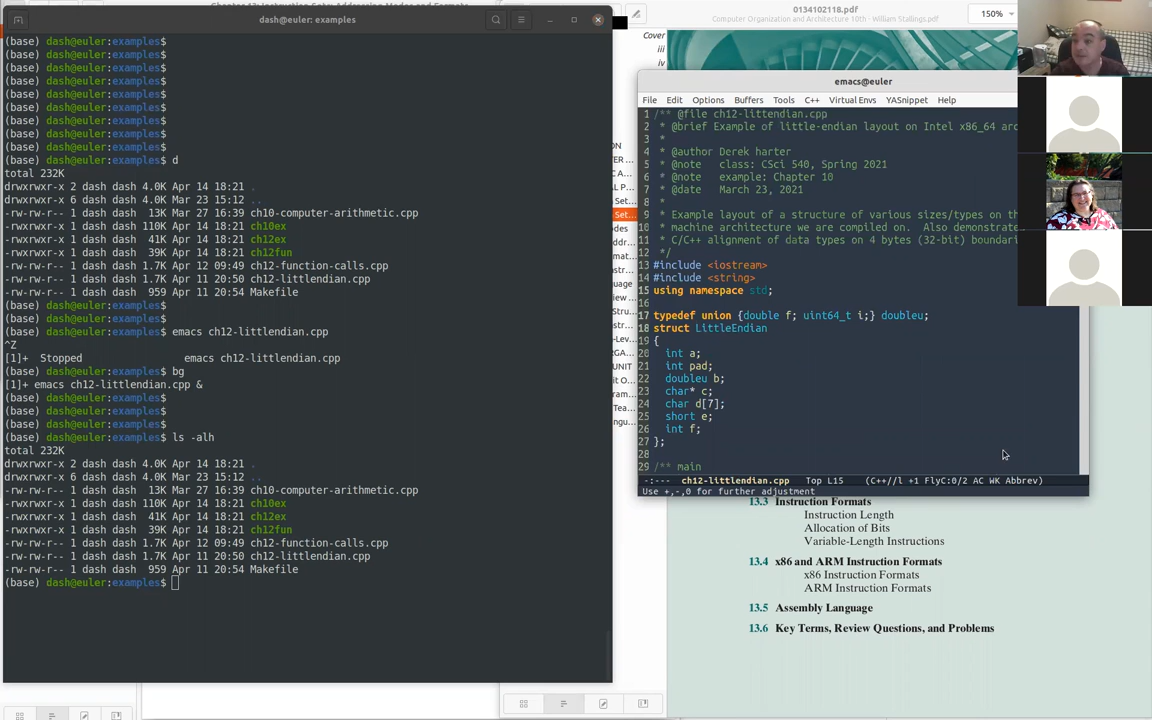 Chapter 13: Instruction Sets: Addressing Modes and Formats
dash@euler: examples
(base) dash@euler:examples$
(base) dash@euler:examples$
(base) dash@euler:examples$
(base) dash@euler:examples$
(base) dash@euler:examples$
(base) dash@euler:examples$
(base) dash@euler:examples$
(base) dash@euler:examples$
(base) dash@euler:examples$
(base) dash@euler:examples$ d
total 232K
drwxrwxr-x 2 dash dash 4.0K Apr 14 18:21 .
drwxrwxr-x 6 dash dash 4.0K Mar 23 15:12 ..
-rw-rw-r-- 1 dash dash  13K Mar 27 16:39 ch10-computer-arithmetic.cpp
-rwxrwxr-x 1 dash dash 110K Apr 14 18:21 ch10ex
-rwxrwxr-x 1 dash dash  41K Apr 14 18:21 ch12ex
-rwxrwxr-x 1 dash dash  39K Apr 14 18:21 ch12fun
-rw-rw-r-- 1 dash dash 1.7K Apr 12 09:49 ch12-function-calls.cpp
-rw-rw-r-- 1 dash dash 1.7K Apr 11 20:50 ch12-littlendian.cpp
-rw-rw-r-- 1 dash dash  959 Apr 11 20:54 Makefile
(base) dash@euler:examples$
(base) dash@euler:examples$
(base) dash@euler:examples$ emacs ch12-littlendian.cpp
^Z
[1]+  Stopped                 emacs ch12-littlendian.cpp
(base) dash@euler:examples$ bg
[1]+ emacs ch12-littlendian.cpp &
(base) dash@euler:examples$
(base) dash@euler:examples$
(base) dash@euler:examples$
(base) dash@euler:examples$ ls -alh
total 232K
drwxrwxr-x 2 dash dash 4.0K Apr 14 18:21 .
drwxrwxr-x 6 dash dash 4.0K Mar 23 15:12 ..
-rw-rw-r-- 1 dash dash  13K Mar 27 16:39 ch10-computer-arithmetic.cpp
-rwxrwxr-x 1 dash dash 110K Apr 14 18:21 ch10ex
-rwxrwxr-x 1 dash dash  41K Apr 14 18:21 ch12ex
-rwxrwxr-x 1 dash dash  39K Apr 14 18:21 ch12fun
-rw-rw-r-- 1 dash dash 1.7K Apr 12 09:49 ch12-function-calls.cpp
-rw-rw-r-- 1 dash dash 1.7K Apr 11 20:50 ch12-littlendian.cpp
-rw-rw-r-- 1 dash dash  959 Apr 11 20:54 Makefile
(base) dash@euler:examples$
0134102118.pdf
Computer Organization and Architecture 10th - William Stallings.pdf
150%
Cover
iii
iv
emacs@euler
File Edit Options Buffers Tools C++ Virtual Envs YASnippet Help
1 /** @file ch12-littendian.cpp
2  * @brief Example of little-endian layout on Intel x86_64 arc
3  *
4  * @author Derek harter
5  * @note   class: CSci 540, Spring 2021
6  * @note   example: Chapter 10
7  * @date   March 23, 2021
8  *
9  * Example layout of a structure of various sizes/types on th
10  * machine architecture we are compiled on.  Also demonstrate
11  * C/C++ alignment of data types on 4 bytes (32-bit) boundari
12  */
13 #include <iostream>
14 #include <string>
15 using namespace std;
16
17 typedef union {double f; uint64_t i;} doubleu;
18 struct LittleEndian
19 {
20   int a;
21   int pad;
22   doubleu b;
23   char* c;
24   char d[7];
25   short e;
26   int f;
27 };
28
29 /** main
-:---  ch12-littlendian.cpp   Top L15    (C++//l +1 FlyC:0/2 AC WK Abbrev)
Use +,-,0 for further adjustment
13.3 Instruction Formats
Instruction Length
Allocation of Bits
Variable-Length Instructions
13.4 x86 and ARM Instruction Formats
x86 Instruction Formats
ARM Instruction Formats
13.5 Assembly Language
13.6 Key Terms, Review Questions, and Problems